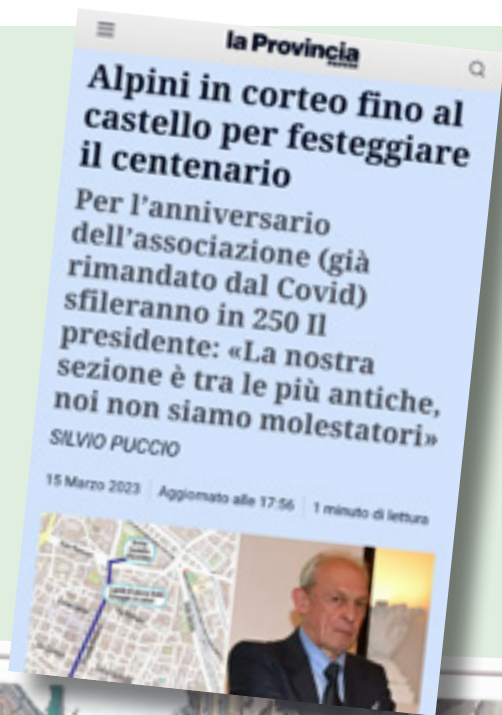 la Provincia
Alpini in corteo fino al
castello per festeggiare
il centenario
Per l’anniversario
dell’associazione (già
rimandato dal Covid)
sfileranno in 250 Il
presidente: «La nostra
sezione è tra le più antiche,
noi non siamo molestatori»
SILVIO PUCCIO
15 Marzo 2023 Aggiornato alle 17:56 1 minuto di lettura